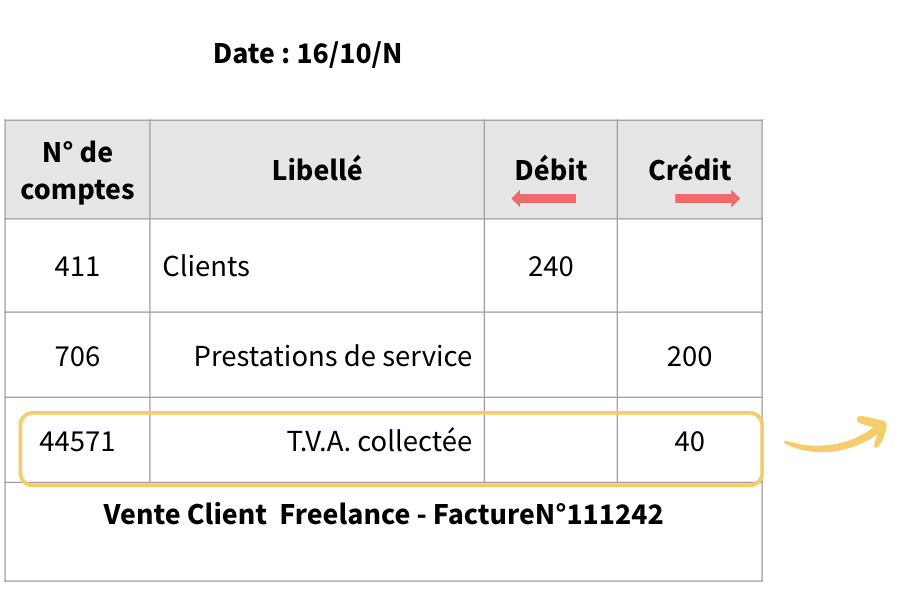 Date : 16/10/N
N° de comptes Libellé Débit Crédit
411 Clients 240
706 Prestations de service 200
44571 T.V.A. collectée 40
Vente Client Freelance - FactureN°111242